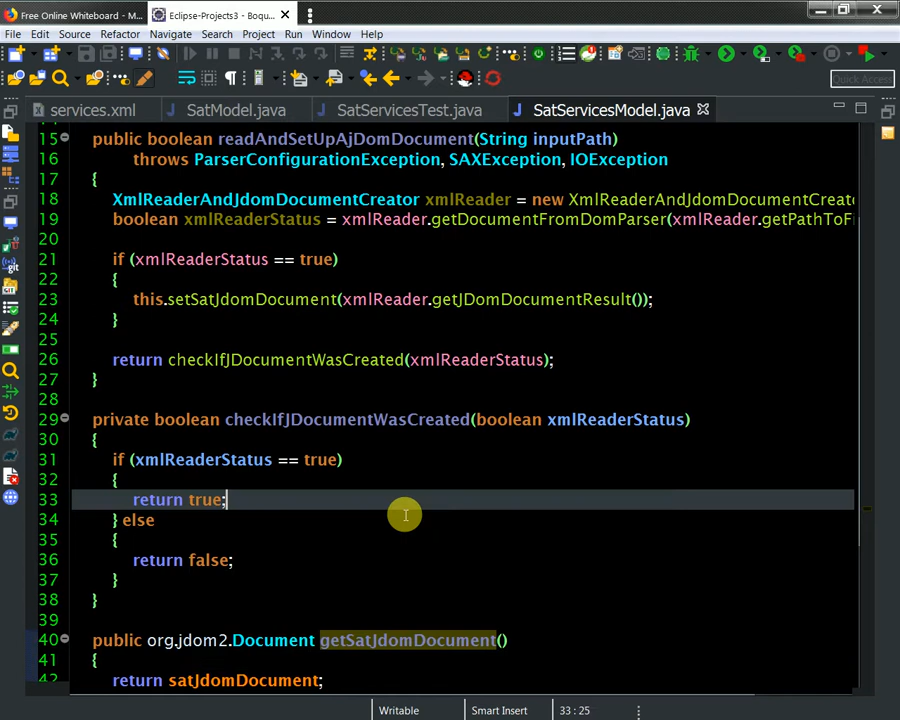 Free Online Whiteboard - M...
Eclipse-Projects3 - Boqu...
File Edit Source Refactor Navigate Search Project Run Window Help
Quick Access
services.xml SatModel.java SatServicesTest.java SatServicesModel.java
15 public boolean readAndSetUpAjDomDocument(String inputPath)
16 throws ParserConfigurationException, SAXException, IOException
17 {
18 XmlReaderAndJdomDocumentCreator xmlReader = new XmlReaderAndJdomDocumentCreato
19 boolean xmlReaderStatus = xmlReader.getDocumentFromDomParser(xmlReader.getPathToFi
20
21 if (xmlReaderStatus == true)
22 {
23 this.setSatJdomDocument(xmlReader.getJDomDocumentResult());
24 }
25
26 return checkIfJDocumentWasCreated(xmlReaderStatus);
27 }
28
29 private boolean checkIfJDocumentWasCreated(boolean xmlReaderStatus)
30 {
31 if (xmlReaderStatus == true)
32 {
33 return true;
34 } else
35 {
36 return false;
37 }
38 }
39
40 public org.jdom2.Document getSatJdomDocument()
41 {
42 return satJdomDocument;
Writable Smart Insert 33 : 25